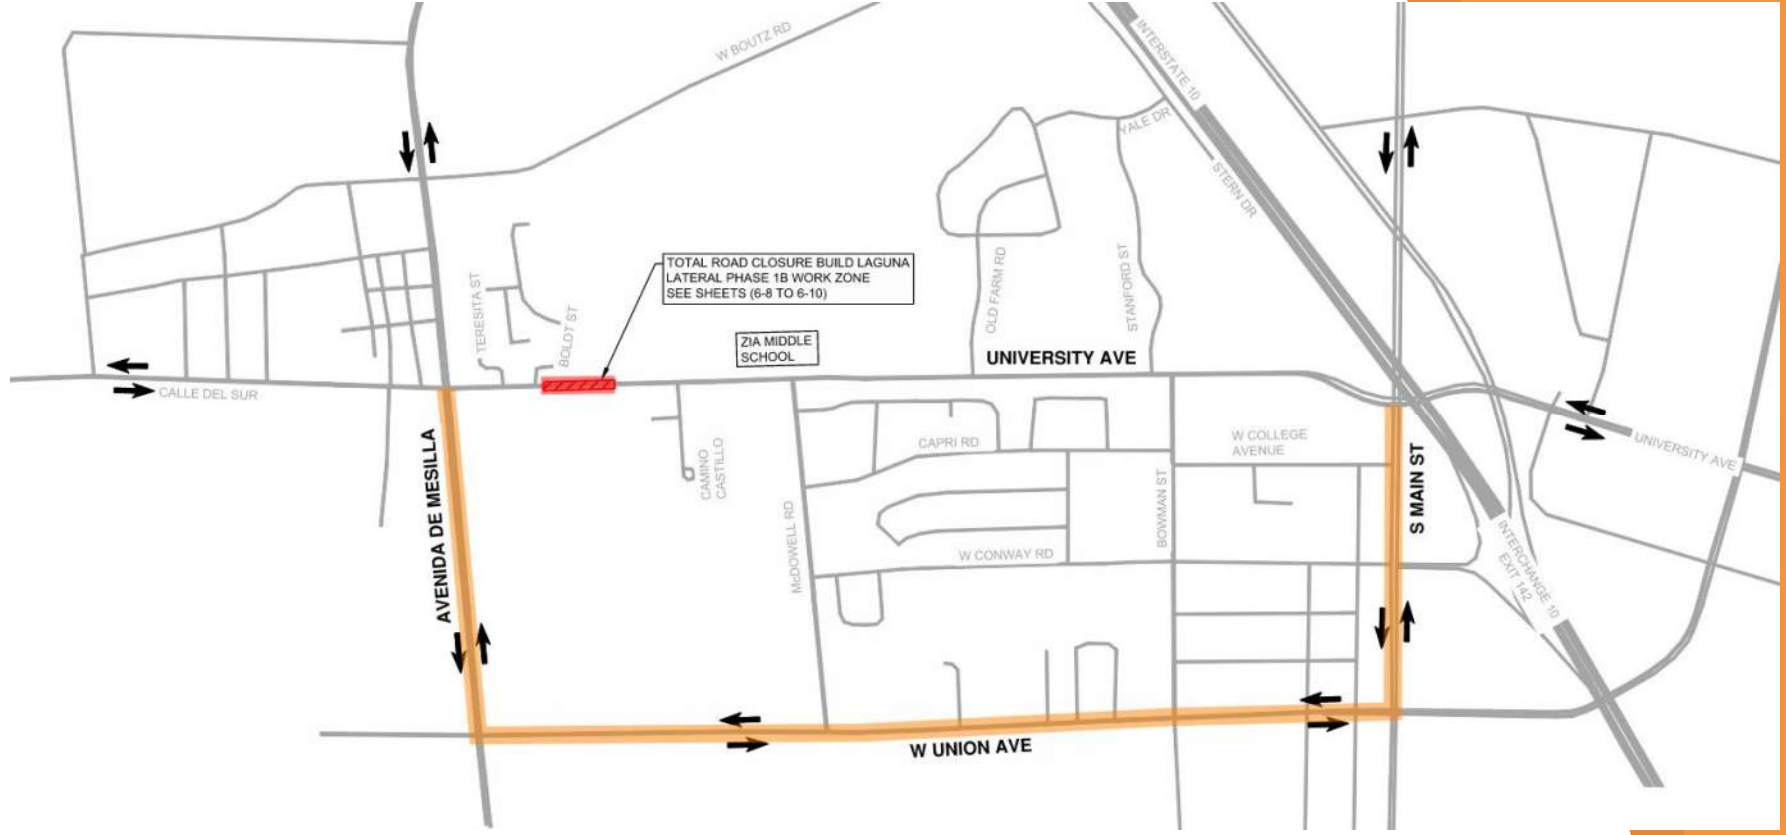 W BOUTZ RD
INTERSTATE 10
YALE DR
STERN DR
TOTAL ROAD CLOSURE BUILD LAGUNA
LATERAL PHASE 1B WORK ZONE
SEE SHEETS (6-8 TO 6-10)
TERESITA ST
BOLDT ST
OLD FARM RD
STANFORD ST
ZIA MIDDLE
SCHOOL
UNIVERSITY AVE
CALLE DEL SUR
AVENIDA DE MESILLA
CAMINO
CASTILLO
McDOWELL RD
CAPRI RD
W CONWAY RD
BOWMAN ST
W COLLEGE
AVENUE
S MAIN ST
UNIVERSITY AVE
INTERCHANGE 10
EXIT 142
W UNION AVE